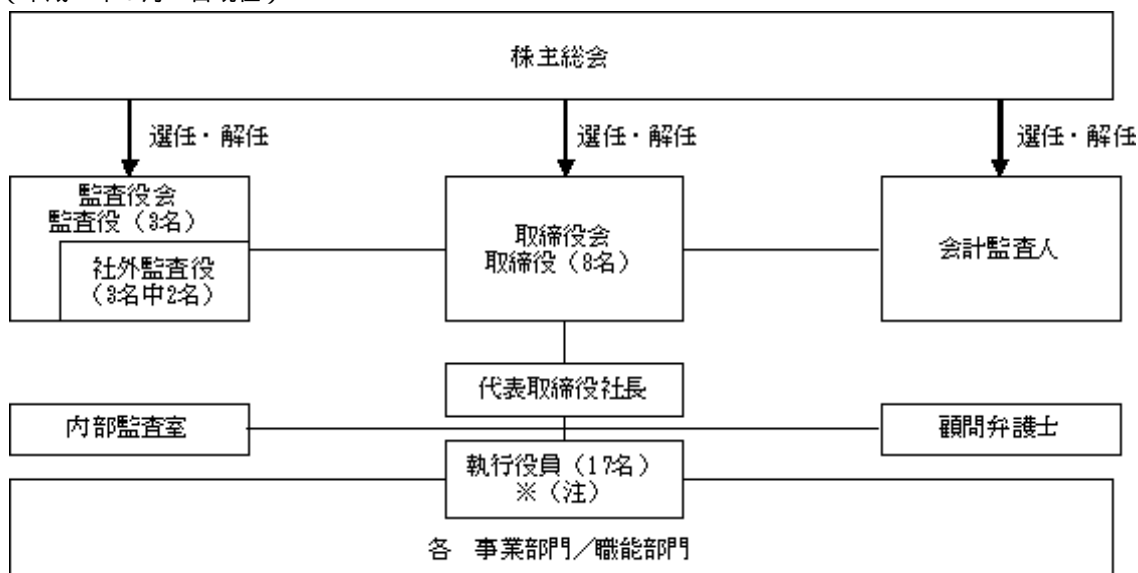 株主総会
選任・解任
選任・解任
選任・解任
監査役会
監査役（3名）
社外監査役
（3名中2名）
取締役会
取締役（8名）
会計監査人
代表取締役社長
内部監査室
顧問弁護士
執行役員（17名）
※（注）
各　事業部門／職能部門